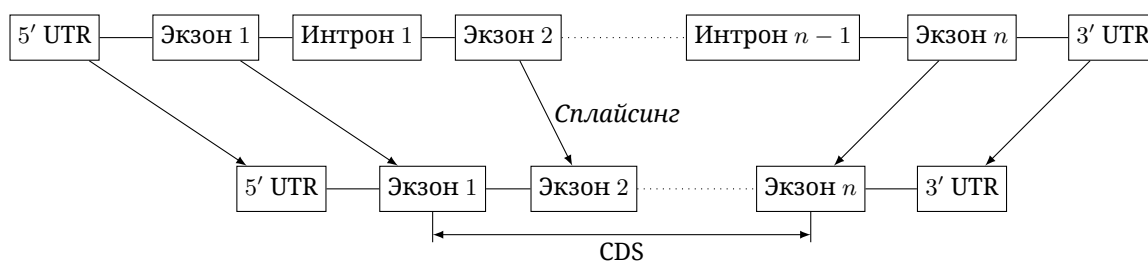 5′ UTR Экзон 1 Интрон 1 Экзон 2 Интрон n − 1 Экзон n 3′ UTR
Сплайсинг
5′ UTR Экзон 1 Экзон 2 Экзон n 3′ UTR
CDS